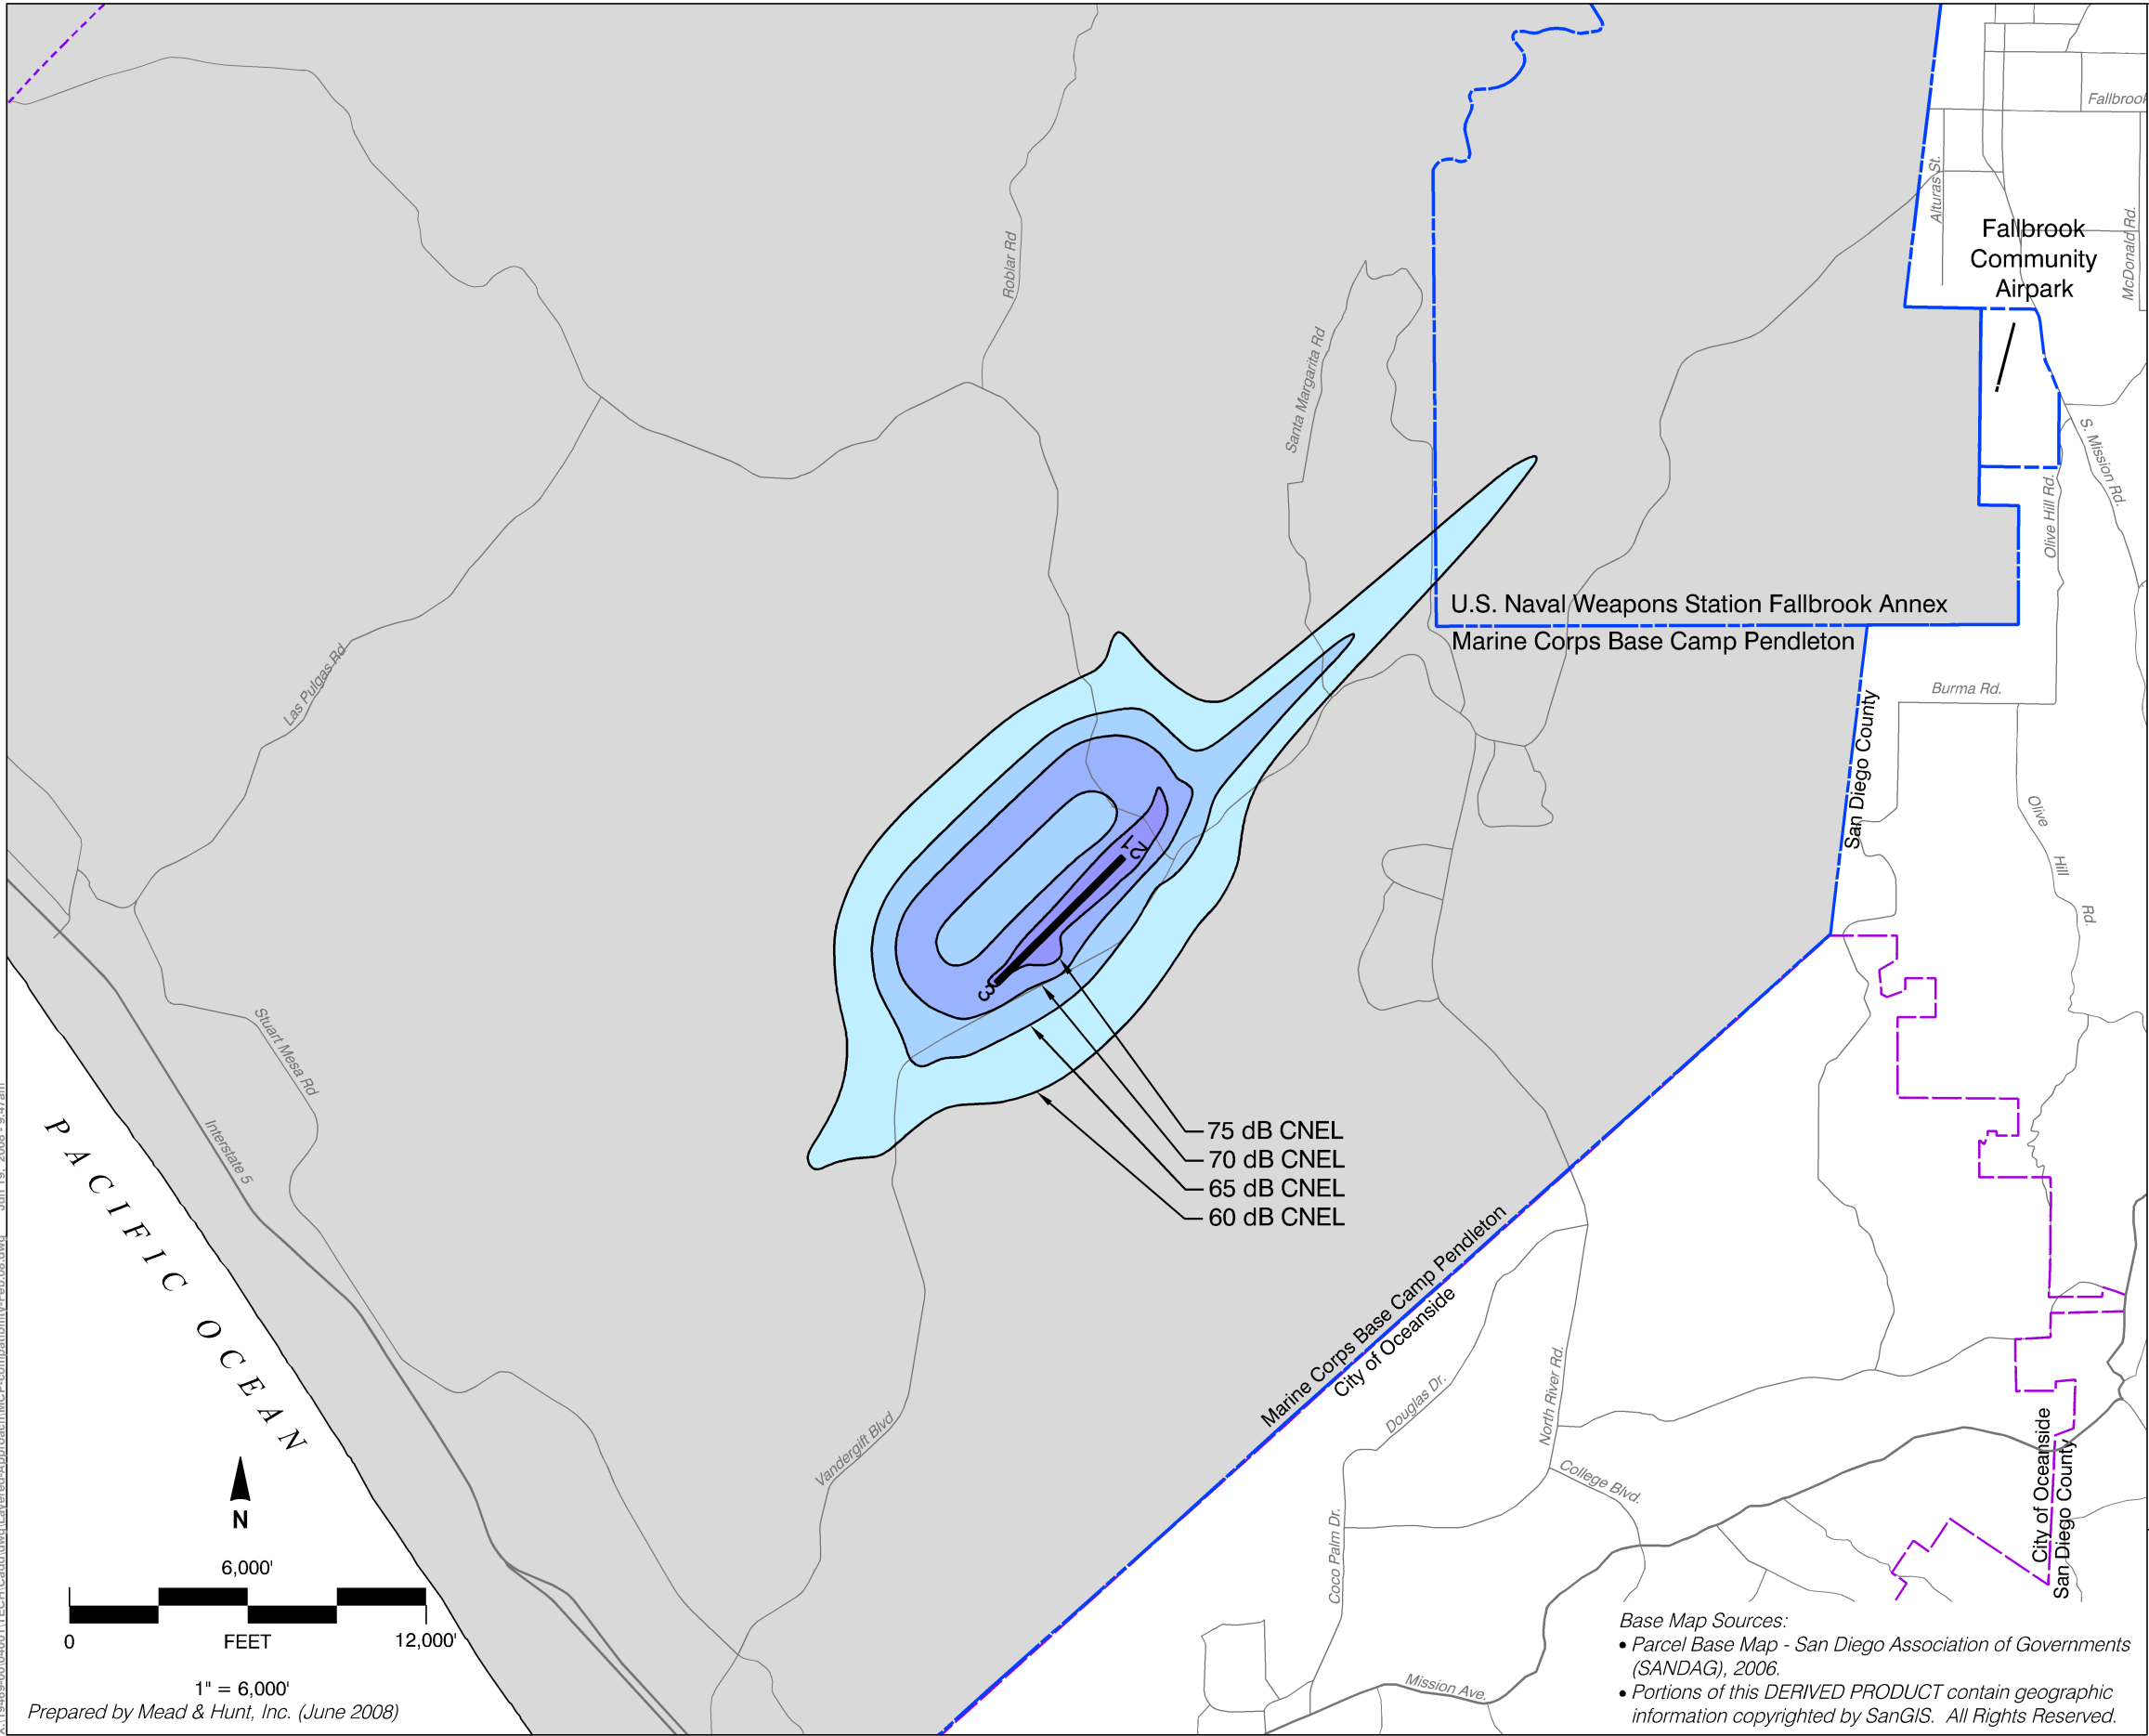 Fallbrook
Alturas St.
McDonald Rd.
Fallbrook
Community
Airpark
Roblar Rd
Santa Margarita Rd
S. Mission Rd.
Olive Hill Rd.
U.S. Naval Weapons Station Fallbrook Annex
Marine Corps Base Camp Pendleton
Las Pulgas Rd
Burma Rd.
San Diego County
Olive Hill Rd.
21
3
Stuart Mesa Rd
Interstate 5
PACIFIC OCEAN
75 dB CNEL
70 dB CNEL
65 dB CNEL
60 dB CNEL
Marine Corps Base Camp Pendleton
City of Oceanside
Douglas Dr.
North River Rd.
Vandergift Blvd
College Blvd.
Coco Palm Dr.
City of Oceanside
San Diego County
Mission Ave.
N
6,000'
0 FEET 12,000'
1" = 6,000'
Prepared by Mead & Hunt, Inc. (June 2008)
Base Map Sources:
• Parcel Base Map - San Diego Association of Governments
(SANDAG), 2006.
• Portions of this DERIVED PRODUCT contain geographic
information copyrighted by SanGIS. All Rights Reserved.